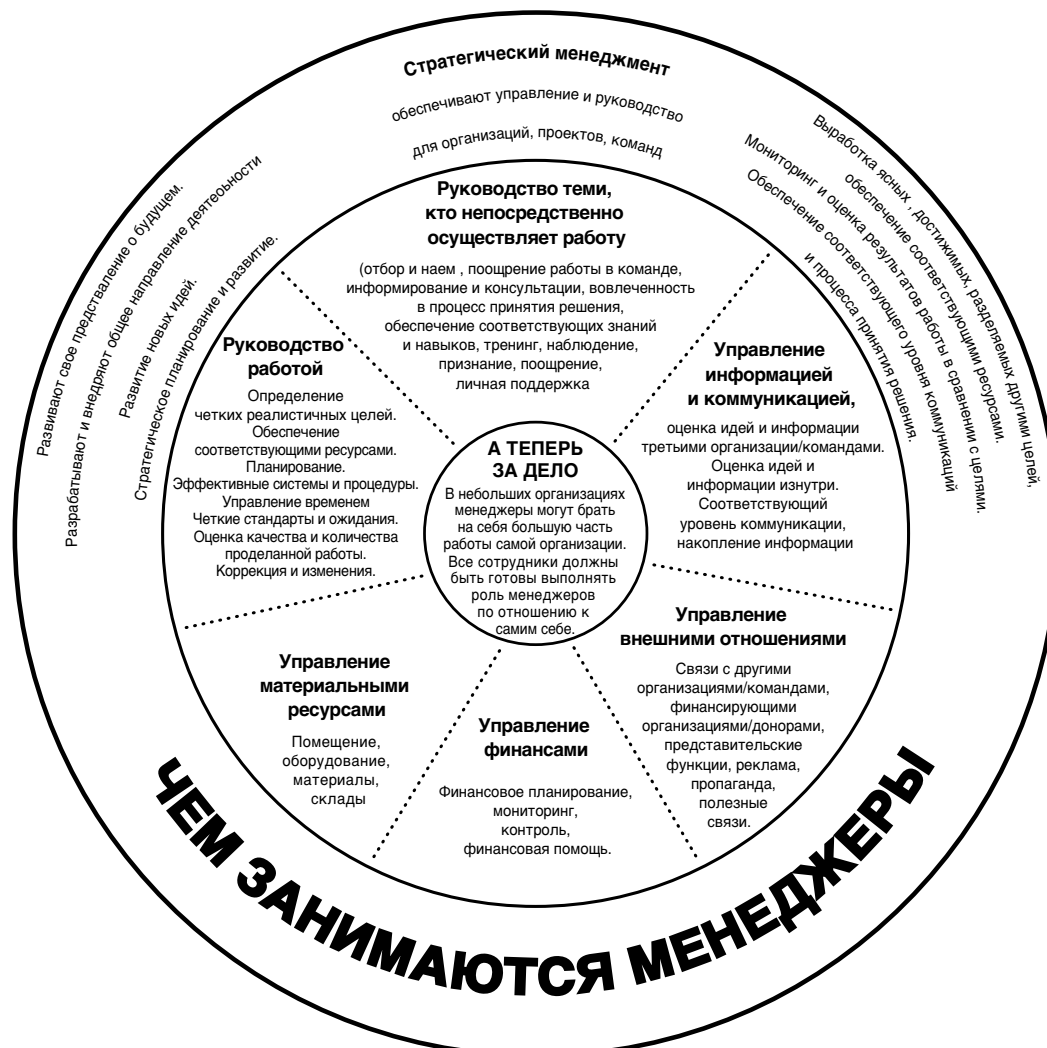 Стратегический менеджмент
обеспечивают управление и руководство
для организаций, проектов, команд
Развивают свое предстваление о будущем.
Разрабатывают и внедряют общее направление деятеоьности
Развитие новых идей.
Стратегическое планирование и развитие.
Выработка ясных , достижимых, разделяемых другими целей,
обеспечение соответствующими ресурсами.
Мониторинг и оценка результатов работы в сравнении с целями.
Обеспечение соответствующего уровня коммуникаций
и процесса принятия решения.
Руководство теми,
кто непосредственно
осуществляет работу
(отбор и наем , поощрение работы в команде,
информирование и консультации, вовлеченность
в процесс принятия решения,
обеспечение соответствующих знаний
и навыков, тренинг, наблюдение,
признание, поощрение,
личная поддержка
Руководство
работой
Определение
четких реалистичных целей.
Обеспечение
соответствующими ресурсами.
Планирование.
Эффективные системы и процедуры.
Управление временем
Четкие стандарты и ожидания.
Оценка качества и количества
проделанной работы.
Коррекция и изменения.
Управление
информацией
и коммуникацией,
оценка идей и информации
третьими организации/командами.
Оценка идей и
информации изнутри.
Соответствующий
уровень коммуникации,
накопление информации
А ТЕПЕРЬ
ЗА ДЕЛО
В небольших организациях
менеджеры могут брать
на себя большую часть
работы самой организации.
Все сотрудники должны
быть готовы выполнять
роль менеджеров
по отношению к
самим себе.
Управление
материальными
ресурсами
Помещение,
оборудование,
материалы,
склады
Управление
финансами
Финансовое планирование,
мониторинг,
контроль,
финансовая помощь.
Управление
внешними отношениями
Связи с другими
организациями/командами,
финансирующими
организациями/донорами,
представительские
функции, реклама,
пропаганда,
полезные
связи.
ЧЕМ ЗАНИМАЮТСЯ МЕНЕДЖЕРЫ